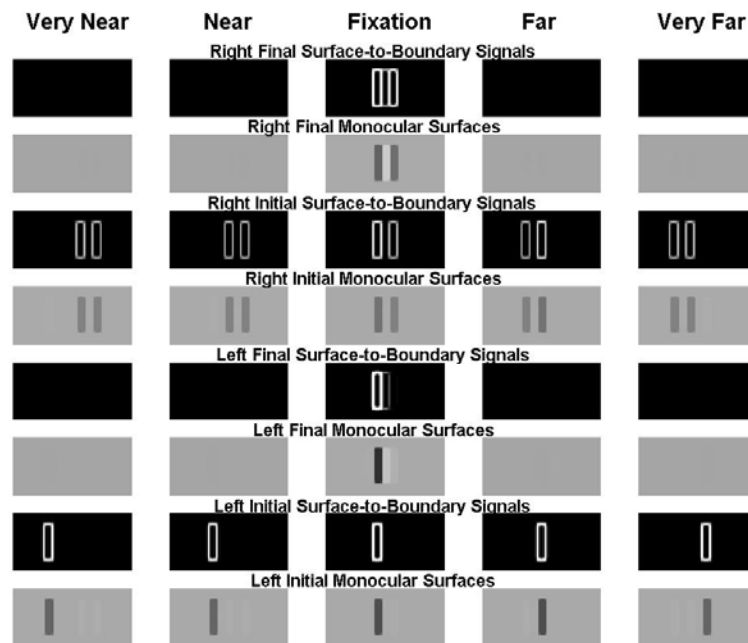 Very Near Near Fixation Far Very Far
Right Final Surface-to-Boundary Signals
Right Final Monocular Surfaces
Right Initial Surface-to-Boundary Signals
Right Initial Monocular Surfaces
Left Final Surface-to-Boundary Signals
Left Final Monocular Surfaces
Left Initial Surface-to-Boundary Signals
Left Initial Monocular Surfaces